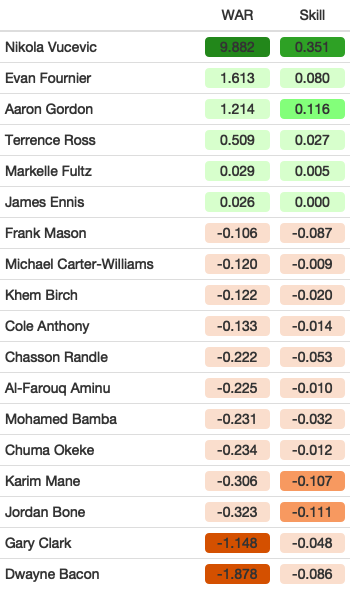 WAR Skill
Nikola Vucevic 9.882 0.351
Evan Fournier 1.613 0.080
Aaron Gordon 1.214 0.116
Terrence Ross 0.509 0.027
Markelle Fultz 0.029 0.005
James Ennis 0.026 0.000
Frank Mason -0.106 -0.087
Michael Carter-Williams -0.120 -0.009
Khem Birch -0.122 -0.020
Cole Anthony -0.133 -0.014
Chasson Randle -0.222 -0.053
Al-Farouq Aminu -0.225 -0.010
Mohamed Bamba -0.231 -0.032
Chuma Okeke -0.234 -0.012
Karim Mane -0.306 -0.107
Jordan Bone -0.323 -0.111
Gary Clark -1.148 -0.048
Dwayne Bacon -1.878 -0.086